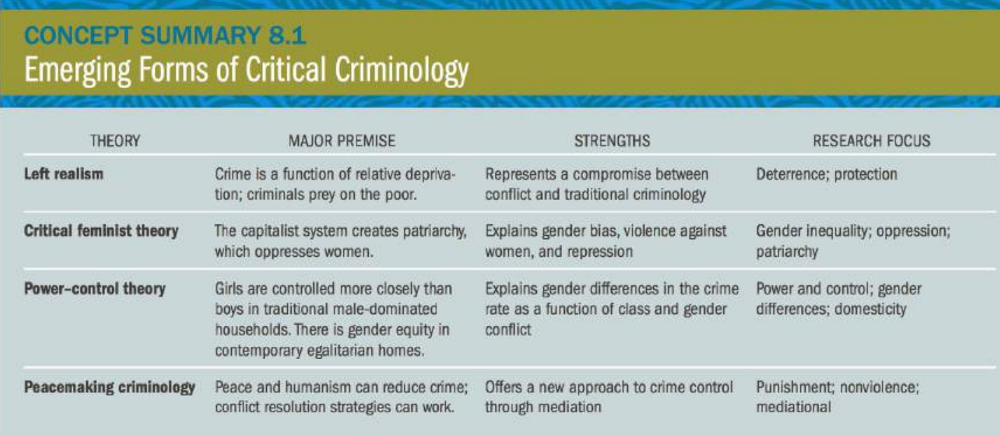 CONCEPT SUMMARY 8.1
Emerging Forms of Critical Criminology
THEORY MAJOR PREMISE STRENGTHS RESEARCH FOCUS
Left realism Crime is a function of relative depriva- Represents a compromise between Deterrence; protection
tion; criminals prey on the poor. conflict and traditional criminology
Critical feminist theory The capitalist system creates patriarchy, Explains gender bias, violence against Gender inequality; oppression;
which oppresses women. women, and repression patriarchy
Power–control theory Girls are controlled more closely than Explains gender differences in the crime Power and control; gender
boys in traditional male-dominated rate as a function of class and gender differences; domesticity
households. There is gender equity in conflict
contemporary egalitarian homes.
Peacemaking criminology Peace and humanism can reduce crime; Offers a new approach to crime control Punishment; nonviolence;
conflict resolution strategies can work. through mediation mediational